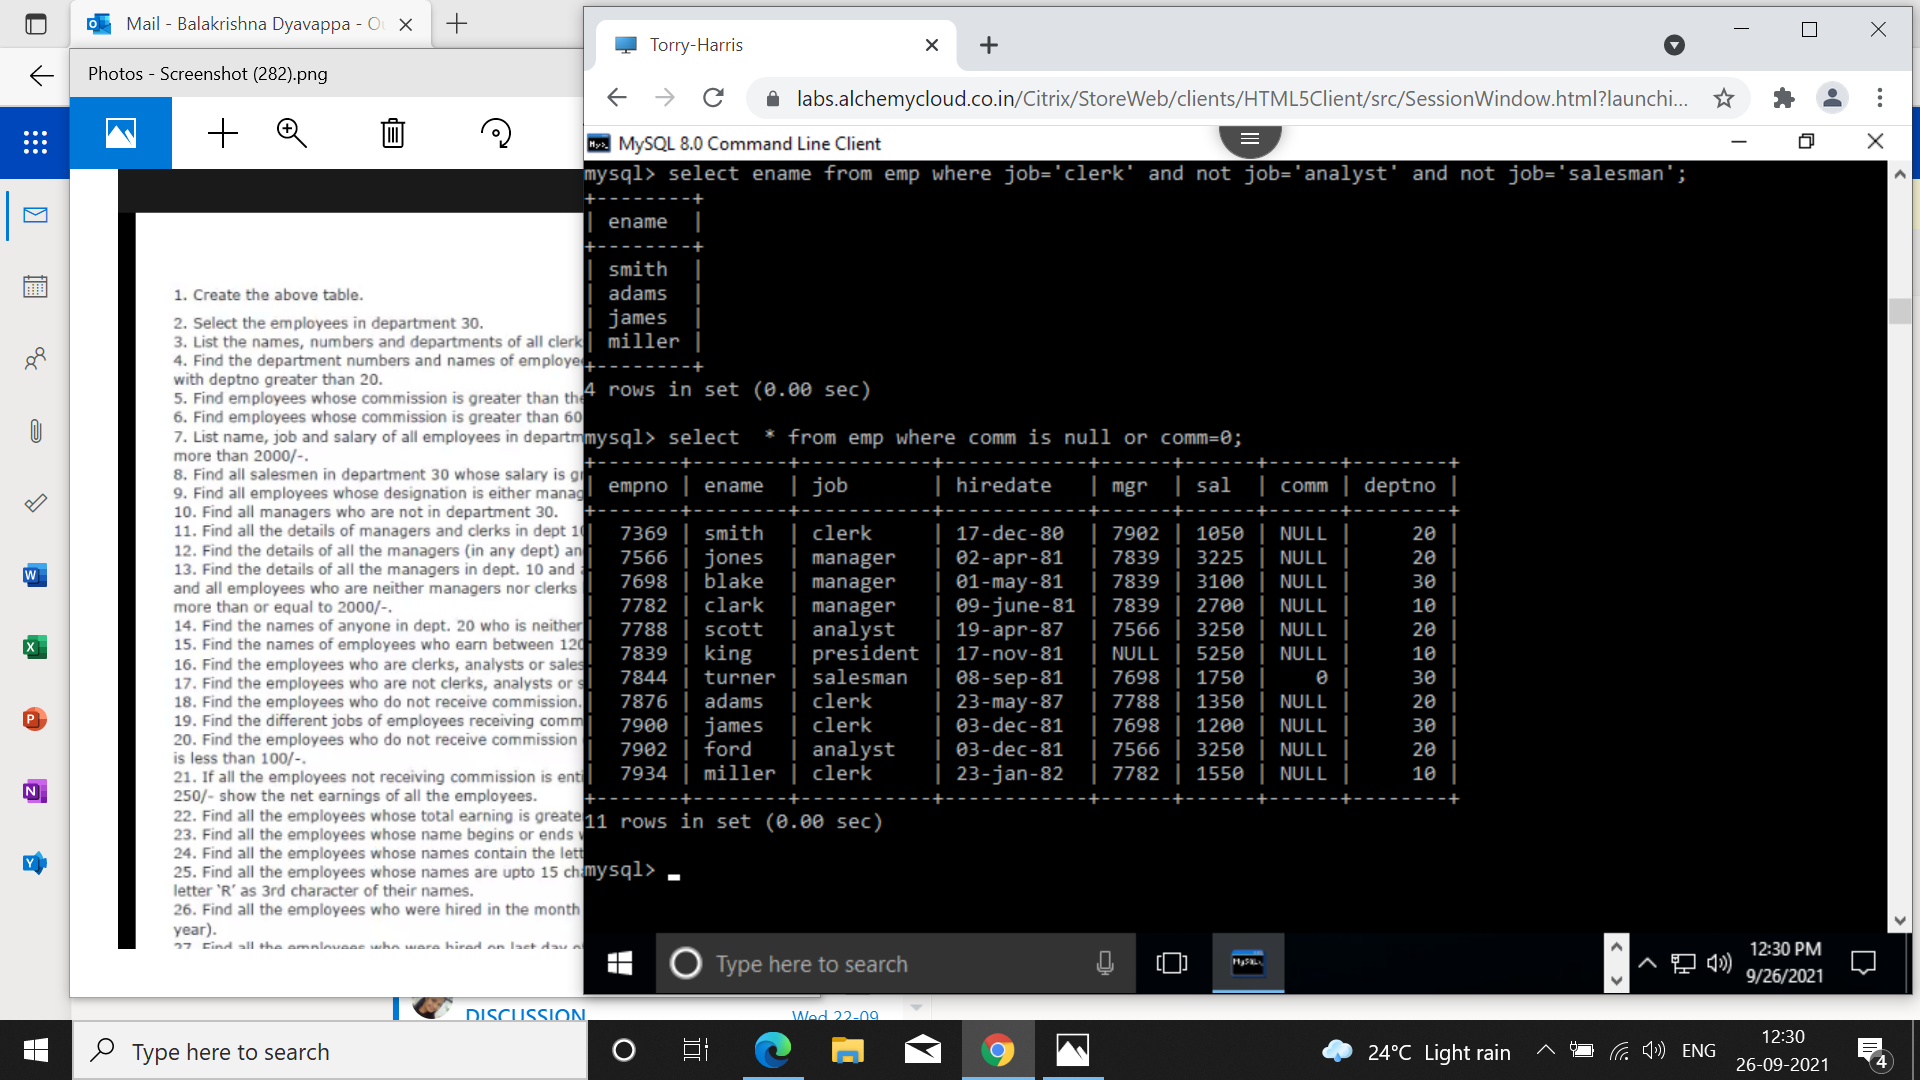 Mail - Balakrishna Dyavappa - Ou
Photos - Screenshot (282).png
1. Create the above table.
2. Select the employees in department 30.
3. List the names, numbers and departments of all clerk
4. Find the department numbers and names of employe
with deptno greater than 20.
5. Find employees whose commission is greater than the
6. Find employees whose commission is greater than 60
7. List name, job and salary of all employees in departm
more than 2000/-.
8. Find all salesmen in department 30 whose salary is gr
9. Find all employees whose designation is either manag
10. Find all managers who are not in department 30.
11. Find all the details of managers and clerks in dept 10
12. Find the details of all the managers (in any dept) an
13. Find the details of all the managers in dept. 10 and a
and all employees who are neither managers nor clerks
more than or equal to 2000/-.
14. Find the names of anyone in dept. 20 who is neither
15. Find the names of employees who earn between 120
16. Find the employees who are clerks, analysts or sales
17. Find the employees who are not clerks, analysts or s
18. Find the employees who do not receive commission.
19. Find the different jobs of employees receiving comm
20. Find the employees who do not receive commission
is less than 100/-.
21. If all the employees not receiving commission is enti
250/- show the net earnings of all the employees.
22. Find all the employees whose total earning is greate
23. Find all the employees whose name begins or ends w
24. Find all the employees whose names contain the lett
25. Find all the employees whose names are upto 15 cha
letter 'R' as 3rd character of their names.
26. Find all the employees who were hired in the month
year).
27. Find all the employees who were hired on last day o
DISCUSSION
Wed 22-09
Torry-Harris
labs.alchemycloud.co.in/Citrix/StoreWeb/clients/HTML5Client/src/SessionWindow.html?launchi...
MySQL 8.0 Command Line Client
mysql> select ename from emp where job='clerk' and not job='analyst' and not job='salesman';
+--------+
| ename  |
+--------+
| smith  |
| adams  |
| james  |
| miller |
+--------+
4 rows in set (0.00 sec)
mysql> select  * from emp where comm is null or comm=0;
+-------+--------+-----------+------------+------+------+------+--------+
| empno | ename  | job       | hiredate   | mgr  | sal  | comm | deptno |
+-------+--------+-----------+------------+------+------+------+--------+
|  7369 | smith  | clerk     | 17-dec-80  | 7902 | 1050 | NULL |     20 |
|  7566 | jones  | manager   | 02-apr-81  | 7839 | 3225 | NULL |     20 |
|  7698 | blake  | manager   | 01-may-81  | 7839 | 3100 | NULL |     30 |
|  7782 | clark  | manager   | 09-june-81 | 7839 | 2700 | NULL |     10 |
|  7788 | scott  | analyst   | 19-apr-87  | 7566 | 3250 | NULL |     20 |
|  7839 | king   | president | 17-nov-81  | NULL | 5250 | NULL |     10 |
|  7844 | turner | salesman  | 08-sep-81  | 7698 | 1750 |    0 |     30 |
|  7876 | adams  | clerk     | 23-may-87  | 7788 | 1350 | NULL |     20 |
|  7900 | james  | clerk     | 03-dec-81  | 7698 | 1200 | NULL |     30 |
|  7902 | ford   | analyst   | 03-dec-81  | 7566 | 3250 | NULL |     20 |
|  7934 | miller | clerk     | 23-jan-82  | 7782 | 1550 | NULL |     10 |
+-------+--------+-----------+------------+------+------+------+--------+
11 rows in set (0.00 sec)
mysql> _
Type here to search
12:30 PM
9/26/2021
Type here to search
24°C Light rain
ENG
12:30
26-09-2021
4